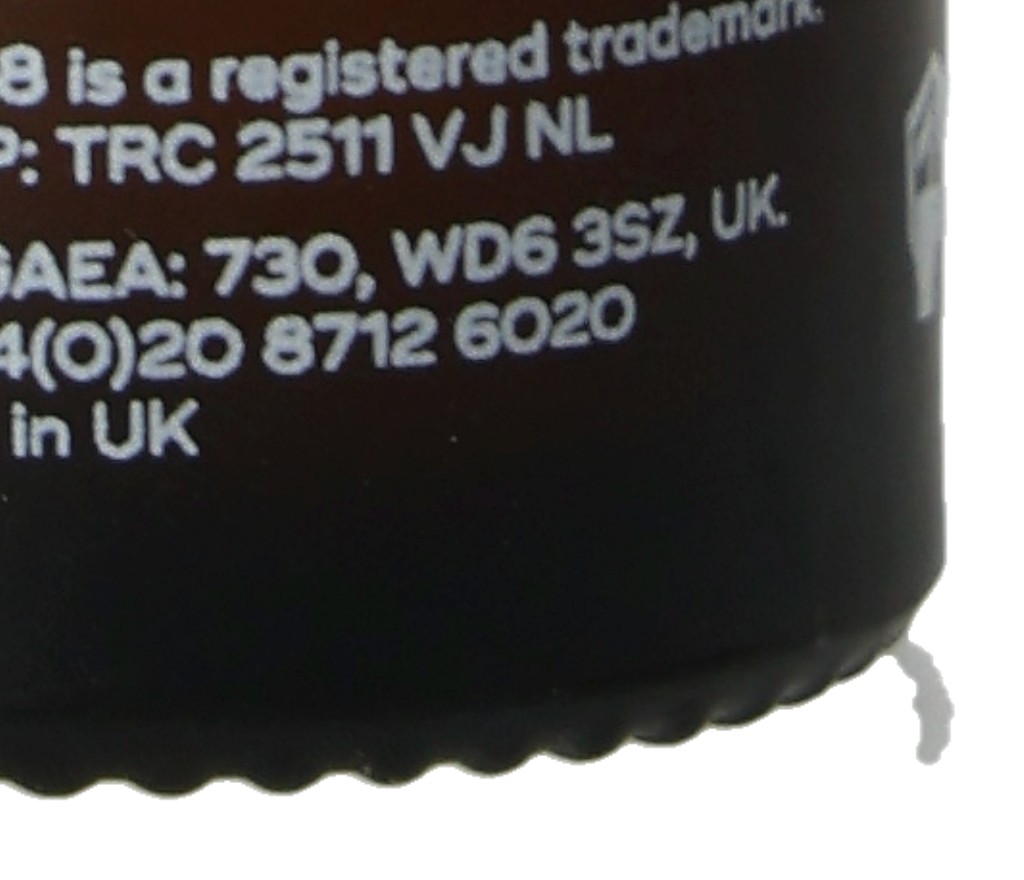 8 is a registered trademark.
P: TRC 2511 VJ NL
GAEA: 730, WD6 3SZ, UK.
4(0)20 8712 6020
in UK